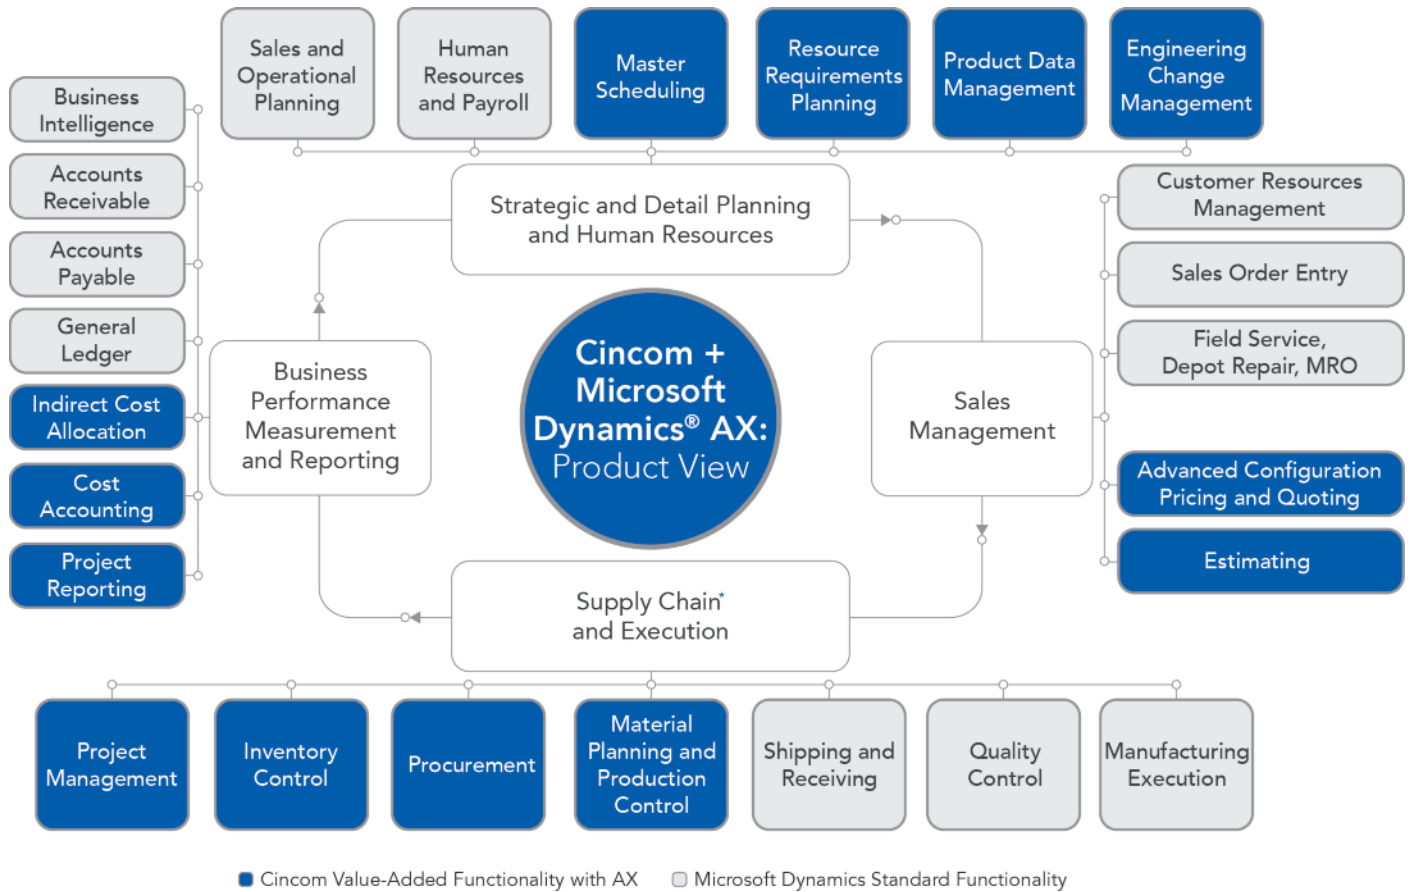 Sales and
Operational
Planning
Human
Resources
and Payroll
Master
Scheduling
Resource
Requirements
Planning
Product Data
Management
Engineering
Change
Management
Business
Intelligence
Accounts
Receivable
Accounts
Payable
General
Ledger
Indirect Cost
Allocation
Cost
Accounting
Project
Reporting
Strategic and Detail Planning
and Human Resources
Business
Performance
Measurement
and Reporting
Cincom +
Microsoft
Dynamics® AX:
Product View
Sales
Management
Customer Resources
Management
Sales Order Entry
Field Service,
Depot Repair, MRO
Advanced Configuration
Pricing and Quoting
Estimating
Supply Chain*
and Execution
Project
Management
Inventory
Control
Procurement
Material
Planning and
Production
Control
Shipping and
Receiving
Quality
Control
Manufacturing
Execution
Cincom Value-Added Functionality with AX
Microsoft Dynamics Standard Functionality